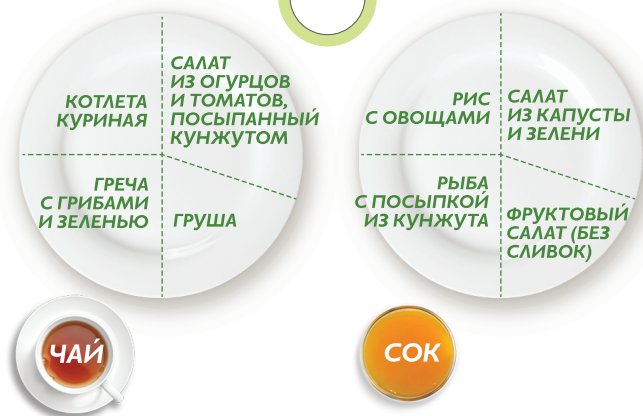 КОТЛЕТА
КУРИНАЯ
САЛАТ
ИЗ ОГУРЦОВ
И ТОМАТОВ,
ПОСЫПАННЫЙ
КУНЖУТОМ
ГРЕЧА
С ГРИБАМИ
И ЗЕЛЕНЬЮ
ГРУША
ЧАЙ
РИС
С ОВОЩАМИ
САЛАТ
ИЗ КАПУСТЫ
И ЗЕЛЕНИ
РЫБА
С ПОСЫПКОЙ
ИЗ КУНЖУТА
ФРУКТОВЫЙ
САЛАТ (БЕЗ
СЛИВОК)
СОК